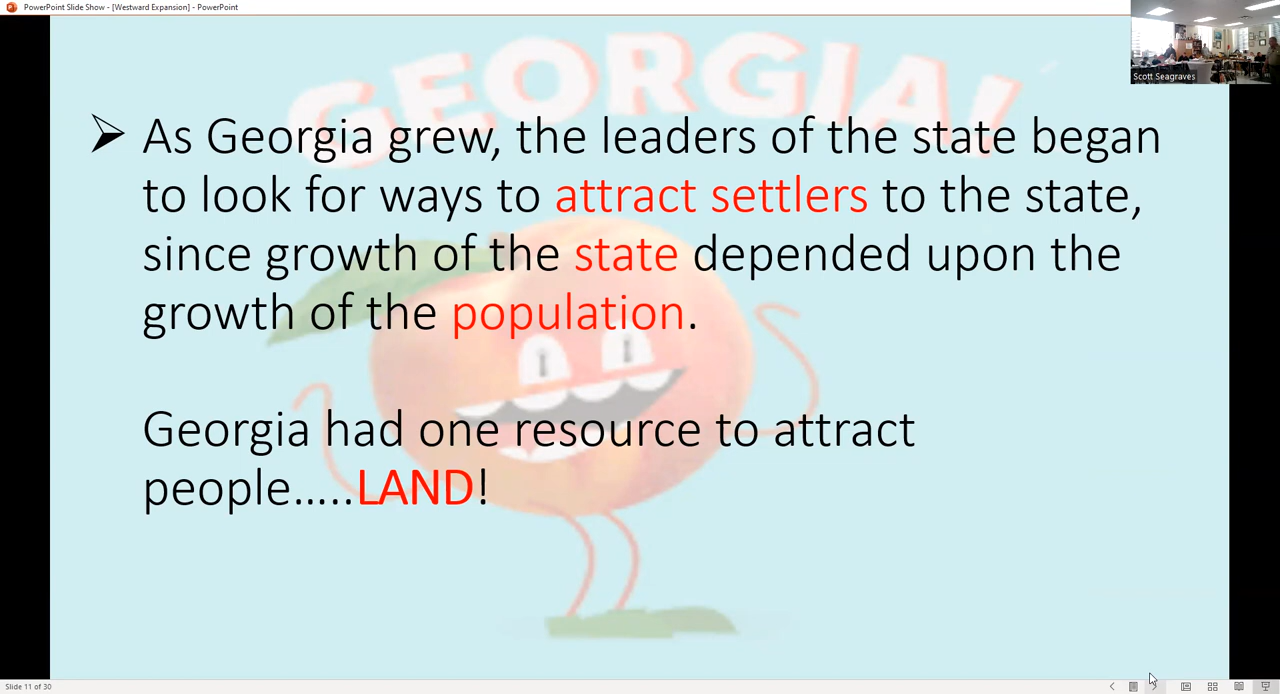 PowerPoint Slide Show - [Westward Expansion] - PowerPoint
GEORGIA!
As Georgia grew, the leaders of the state began
to look for ways to attract settlers to the state,
since growth of the state depended upon the
growth of the population.
Georgia had one resource to attract
people.....LAND!
Scott Seagraves
Slide 11 of 30